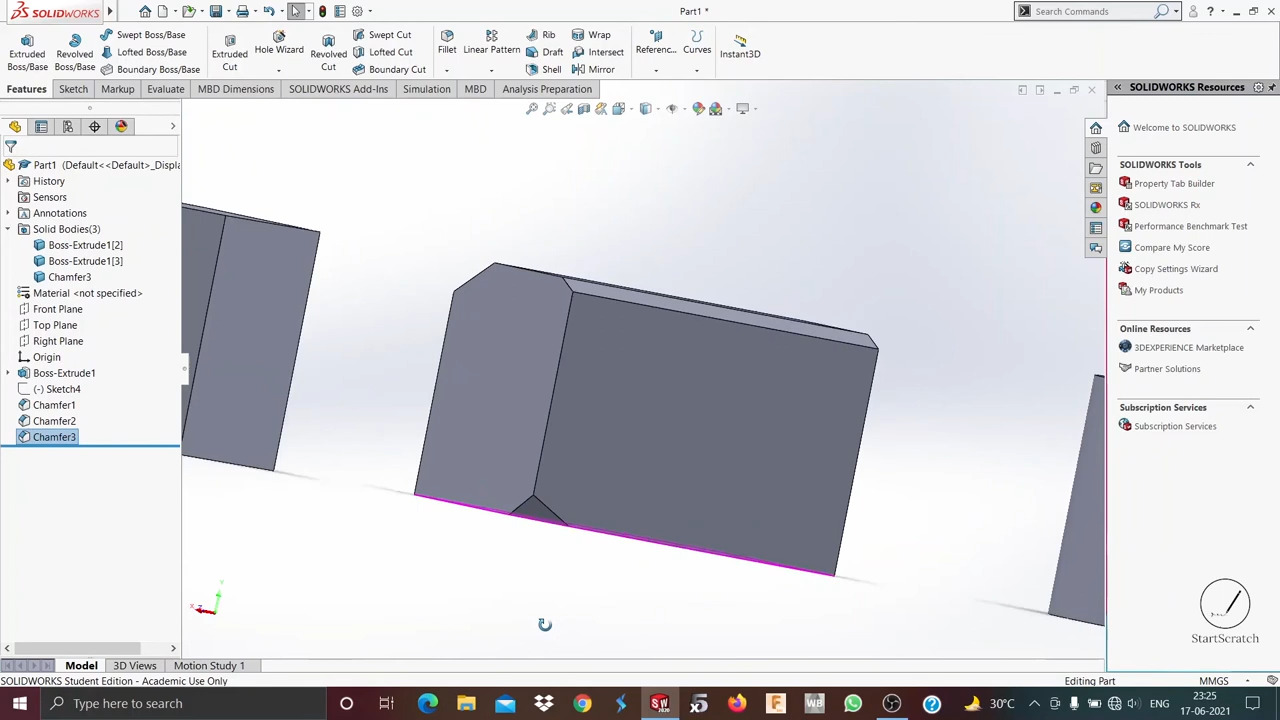 SOLIDWORKS
Part1 *
Search Commands
Extruded Boss/Base
Revolved Boss/Base
Swept Boss/Base
Lofted Boss/Base
Boundary Boss/Base
Extruded Cut
Hole Wizard
Revolved Cut
Swept Cut
Lofted Cut
Boundary Cut
Fillet
Linear Pattern
Rib
Draft
Shell
Wrap
Intersect
Mirror
Referenc...
Curves
Instant3D
Features
Sketch
Markup
Evaluate
MBD Dimensions
SOLIDWORKS Add-Ins
Simulation
MBD
Analysis Preparation
SOLIDWORKS Resources
Part1 (Default<<Default>_Displa
History
Sensors
Annotations
Solid Bodies(3)
Boss-Extrude1[2]
Boss-Extrude1[3]
Chamfer3
Material <not specified>
Front Plane
Top Plane
Right Plane
Origin
Boss-Extrude1
(-) Sketch4
Chamfer1
Chamfer2
Chamfer3
Welcome to SOLIDWORKS
SOLIDWORKS Tools
Property Tab Builder
SOLIDWORKS Rx
Performance Benchmark Test
Compare My Score
Copy Settings Wizard
My Products
Online Resources
3DEXPERIENCE Marketplace
Partner Solutions
Subscription Services
Subscription Services
StartScratch
Model
3D Views
Motion Study 1
SOLIDWORKS Student Edition - Academic Use Only
Editing Part
MMGS
Type here to search
30°C
ENG
23:25
17-06-2021